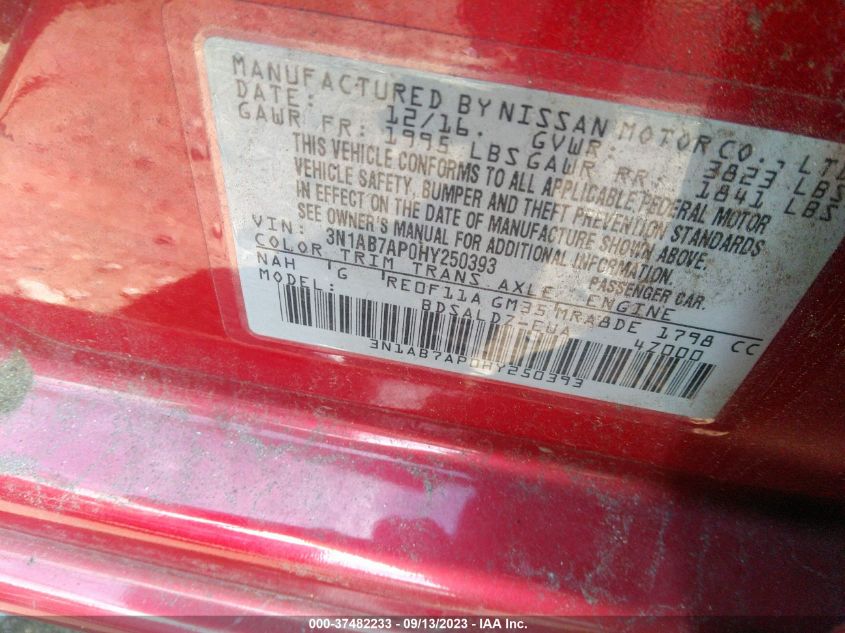 MANUFACTURED BY NISSAN MOTOR CO., LTD
DATE: 12/16. GVWR: 3823 LBS
GAWR FR: 1995 LBS GAWR RR: 1841 LBS
THIS VEHICLE CONFORMS TO ALL APPLICABLE FEDERAL MOTOR
VEHICLE SAFETY, BUMPER AND THEFT PREVENTION STANDARDS
IN EFFECT ON THE DATE OF MANUFACTURE SHOWN ABOVE.
SEE OWNER'S MANUAL FOR ADDITIONAL INFORMATION.
VIN: 3N1AB7AP0HY250393 PASSENGER CAR.
COLOR TRIM TRANS AXLE ENGINE
NAH G RE0F11A GM35 MRA8DE 1798 CC
MODEL: BDSALDZ-EUA 47000
3N1AB7AP0HY250393
000-37482233 - 09/13/2023 - IAA Inc.